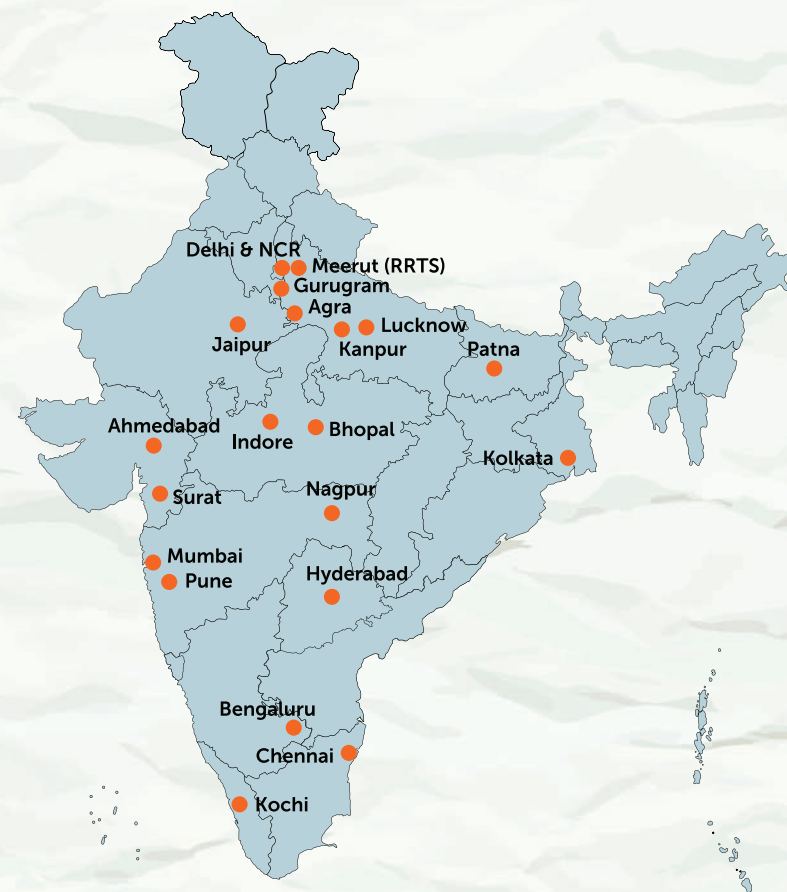 Delhi & NCR
Meerut (RRTS)
Gurugram
Agra
Lucknow
Jaipur
Kanpur
Patna
Ahmedabad
Indore
Bhopal
Kolkata
Surat
Nagpur
Mumbai
Pune
Hyderabad
Bengaluru
Chennai
Kochi